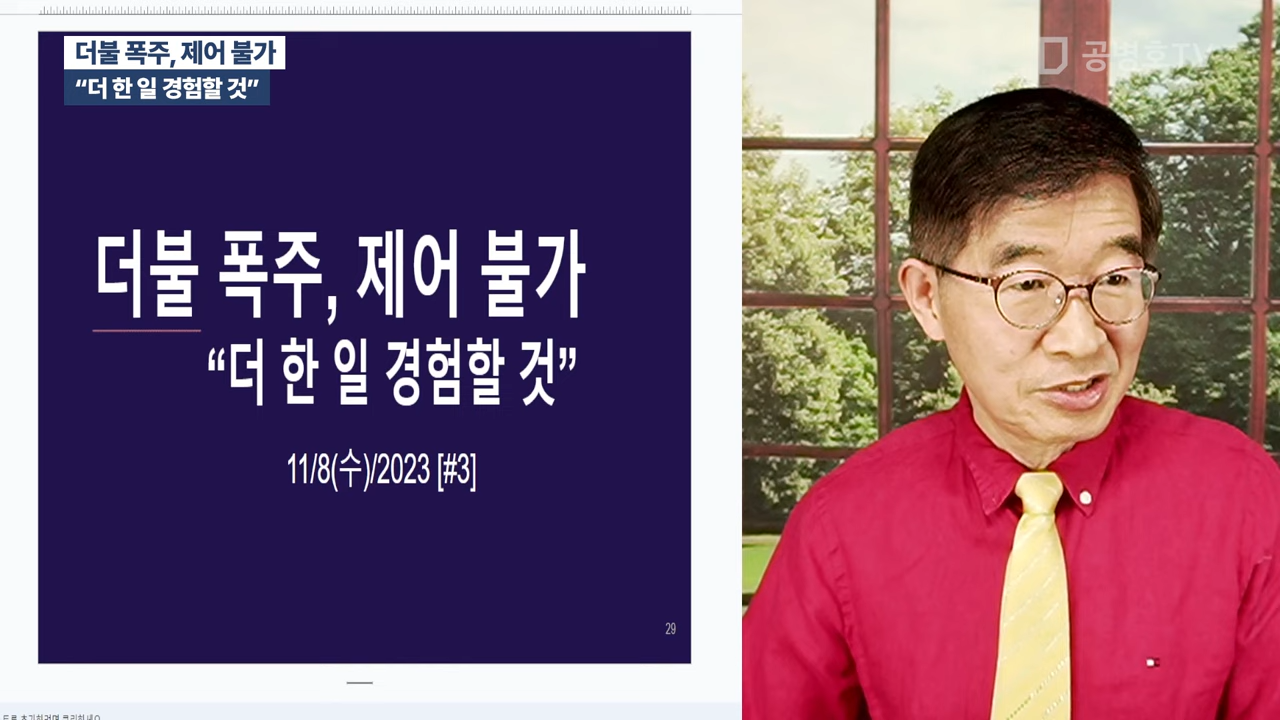 더불 폭주, 제어 불가
“더 한 일 경험할 것”
공병호TV
더불 폭주, 제어 불가
“더 한 일 경험할 것”
11/8(수)/2023 [#3]
29